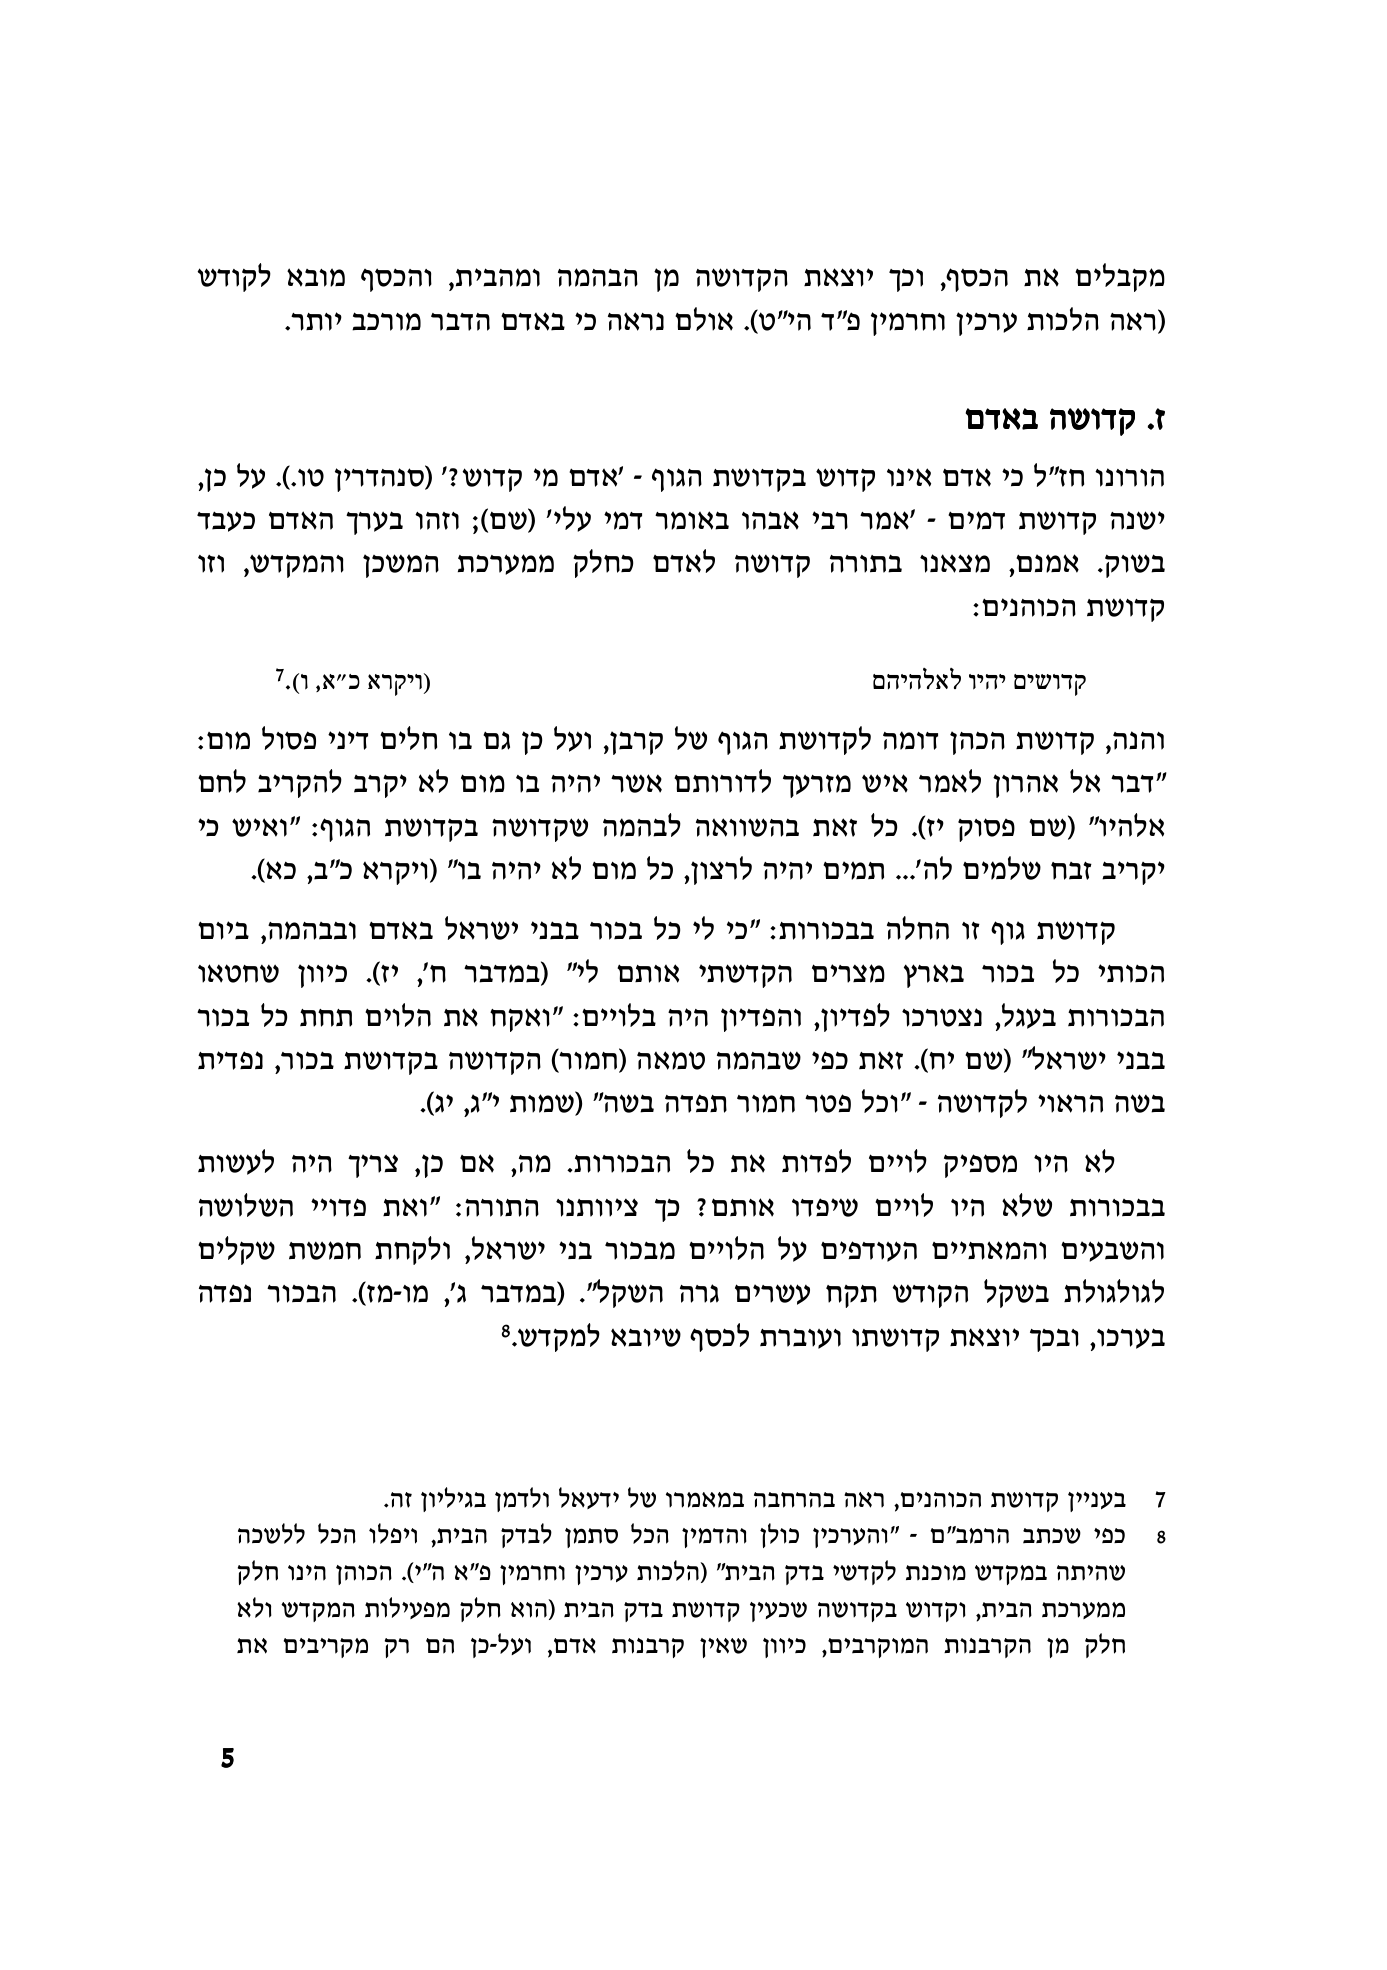 מקבלים את הכסף, וכך יוצאת הקדושה מן הבהמה ומהבית, והכסף מובא לקודש
(ראה הלכות ערכין וחרמין פ"ד הי"ט). אולם נראה כי באדם הדבר מורכב יותר.
ז. קדושה באדם
הורונו חז"ל כי אדם אינו קדוש בקדושת הגוף - 'אדם מי קדוש?' (סנהדרין טו.). על כן,
ישנה קדושת דמים - 'אמר רבי אבהו באומר דמי עלי' (שם); וזהו בערך האדם כעבד
בשוק. אמנם, מצאנו בתורה קדושה לאדם כחלק ממערכת המשכן והמקדש, וזו
קדושת הכוהנים:
קדושים יהיו לאלהיהם (ויקרא כ"א, ו).7
והנה, קדושת הכהן דומה לקדושת הגוף של קרבן, ועל כן גם בו חלים דיני פסול מום:
"דבר אל אהרון לאמר איש מזרעך לדורותם אשר יהיה בו מום לא יקרב להקריב לחם
אלהיו" (שם פסוק יז). כל זאת בהשוואה לבהמה שקדושה בקדושת הגוף: "ואיש כי
יקריב זבח שלמים לה'... תמים יהיה לרצון, כל מום לא יהיה בו" (ויקרא כ"ב, כא).
קדושת גוף זו החלה בבכורות: "כי לי כל בכור בבני ישראל באדם ובבהמה, ביום
הכותי כל בכור בארץ מצרים הקדשתי אותם לי" (במדבר ח', יז). כיוון שחטאו
הבכורות בעגל, נצטרכו לפדיון, והפדיון היה בלויים: "ואקח את הלוים תחת כל בכור
בבני ישראל" (שם יח). זאת כפי שבהמה טמאה (חמור) הקדושה בקדושת בכור, נפדית
בשה הראוי לקדושה - "וכל פטר חמור תפדה בשה" (שמות י"ג, יג).
לא היו מספיק לויים לפדות את כל הבכורות. מה, אם כן, צריך היה לעשות
בבכורות שלא היו לויים שיפדו אותם? כך ציוותנו התורה: "ואת פדויי השלושה
והשבעים והמאתיים העודפים על הלויים מבכור בני ישראל, ולקחת חמשת שקלים
לגולגולת בשקל הקודש תקח עשרים גרה השקל". (במדבר ג', מו-מז). הבכור נפדה
בערכו, ובכך יוצאת קדושתו ועוברת לכסף שיובא למקדש.8
7 בעניין קדושת הכוהנים, ראה בהרחבה במאמרו של ידעאל ולדמן בגיליון זה.
8 כפי שכתב הרמב"ם - "והערכין כולן והדמין הכל סתמן לבדק הבית, ויפלו הכל ללשכה
שהיתה במקדש מוכנת לקדשי בדק הבית" (הלכות ערכין וחרמין פ"א ה"י). הכוהן הינו חלק
ממערכת הבית, וקדוש בקדושה שכעין קדושת בדק הבית (הוא חלק מפעילות המקדש ולא
חלק מן הקרבנות המוקרבים, כיוון שאין קרבנות אדם, ועל-כן הם רק מקריבים את
5